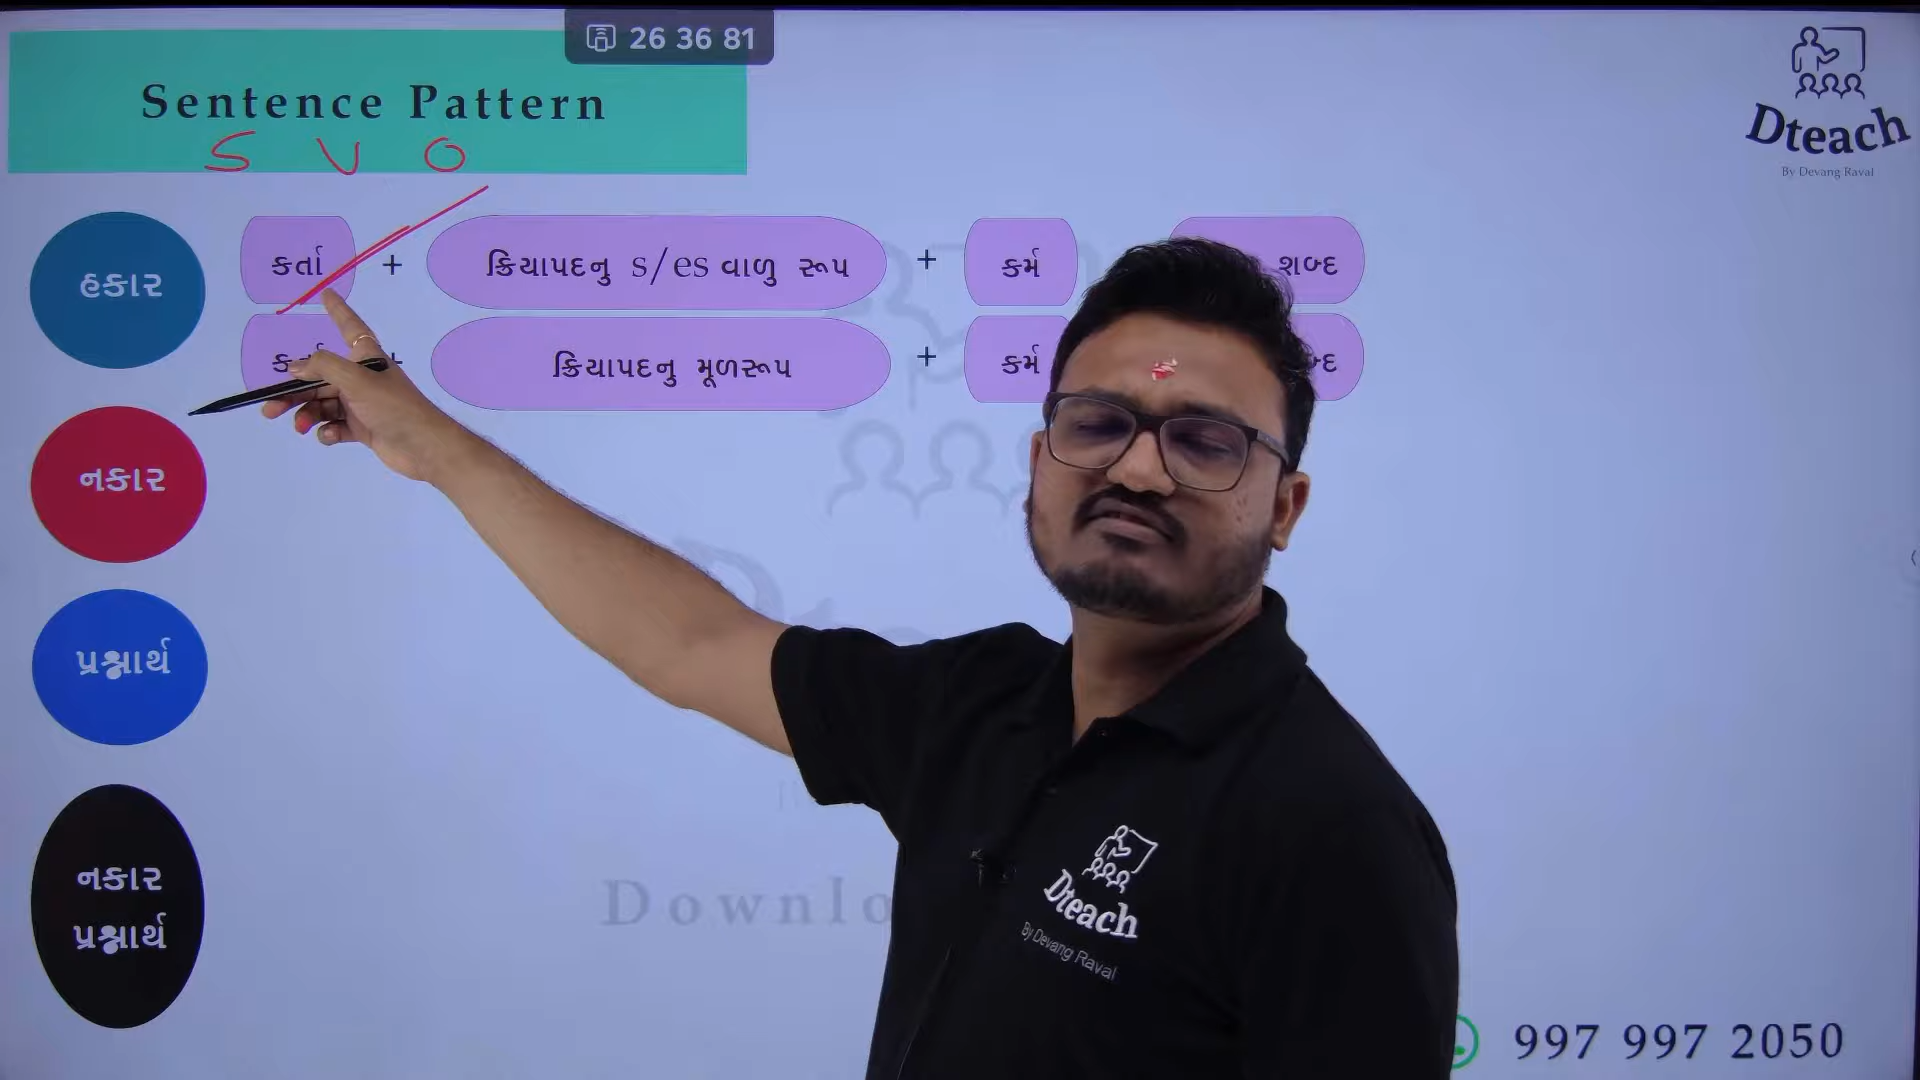 26 36 81
Sentence Pattern
S V O
Dteach
By Devang Raval
હકાર
કર્તા + ક્રિયાપદનુ s/es વાળુ રૂપ + કર્મ શબ્દ
+ ક્રિયાપદનુ મૂળરૂપ + કર્મ
નકાર
પ્રશ્નાર્થ
નકાર
પ્રશ્નાર્થ
Dteach
By Devang Raval
997 997 2050